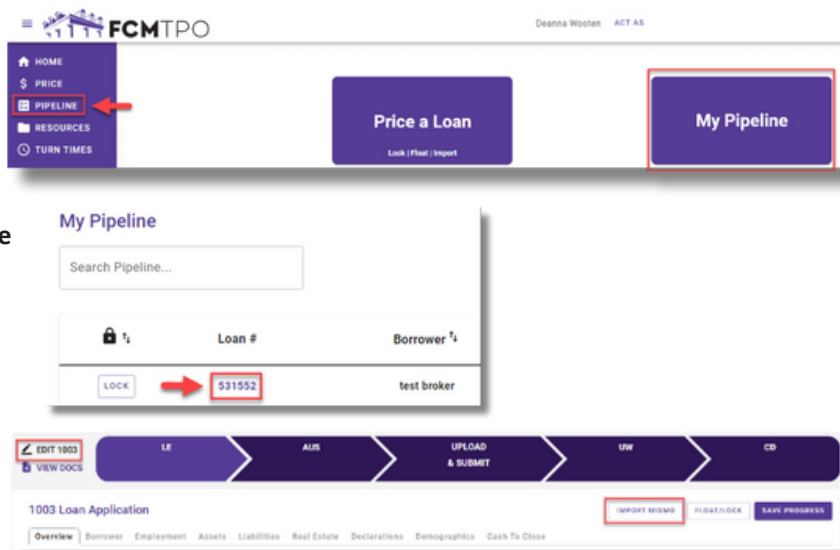 FCMTPO
Deanna Wooten ACT AS
HOME
PRICE
PIPELINE
RESOURCES
TURN TIMES
Price a Loan
Lock | Float | Import
My Pipeline
e
My Pipeline
Search Pipeline...
Loan # Borrower
LOCK 531552 test broker
EDIT 1003
VIEW DOCS
LE AUS UPLOAD & SUBMIT UW CD
1003 Loan Application
IMPORT MISMO FLOAT/LOCK SAVE PROGRESS
Overview Borrower Employment Assets Liabilities Real Estate Declarations Demographics Cash To Close